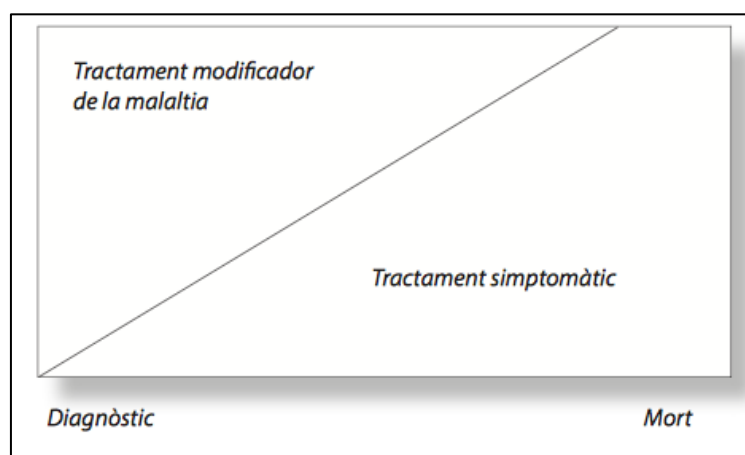 Tractament modificador
de la malaltia
Tractament simptomàtic
Diagnòstic
Mort